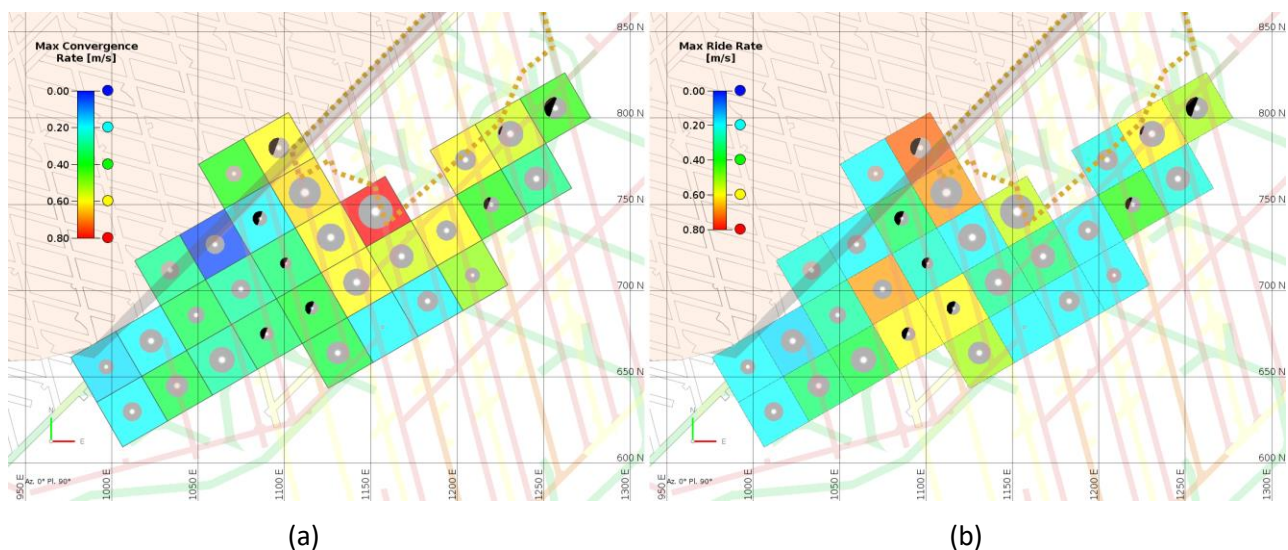 Max Convergence
Rate [m/s]
0.00
0.20
0.40
0.60
0.80
850 N
800 N
750 N
700 N
650 N
600 N
N
E
Az. 0° Pl. 90°
950 E
1000 E
1050 E
1100 E
1150 E
1200 E
1250 E
1300 E
(a)
Max Ride Rate
[m/s]
0.00
0.20
0.40
0.60
0.80
850 N
800 N
750 N
700 N
650 N
600 N
N
E
Az. 0° Pl. 90°
950 E
1000 E
1050 E
1100 E
1150 E
1200 E
1250 E
1300 E
(b)